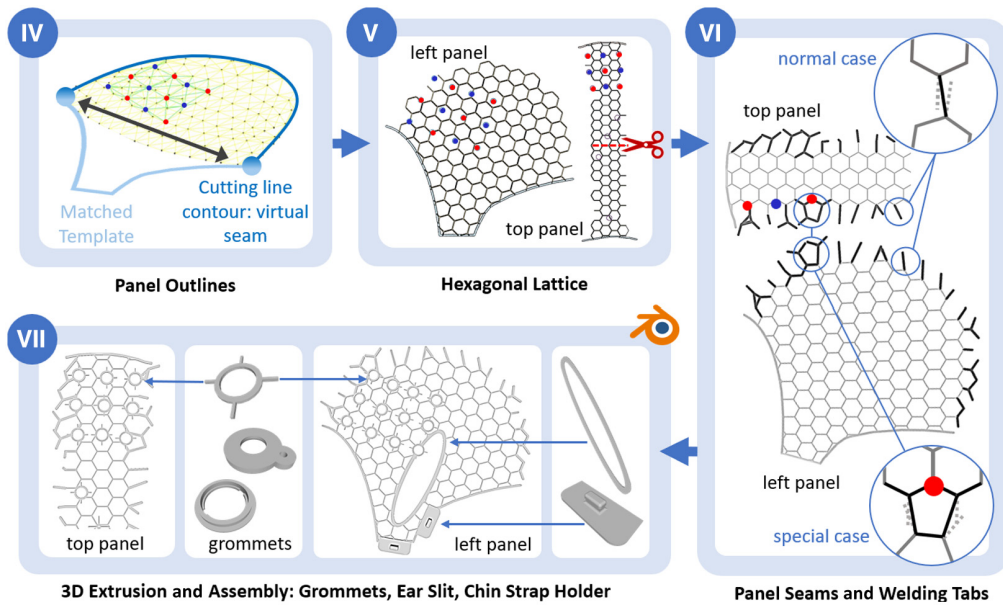 IV
Matched
Template
Cutting line
contour: virtual
seam
Panel Outlines
V
left panel
top panel
Hexagonal Lattice
VI
normal case
top panel
left panel
special case
Panel Seams and Welding Tabs
VII
top panel
grommets
left panel
3D Extrusion and Assembly: Grommets, Ear Slit, Chin Strap Holder